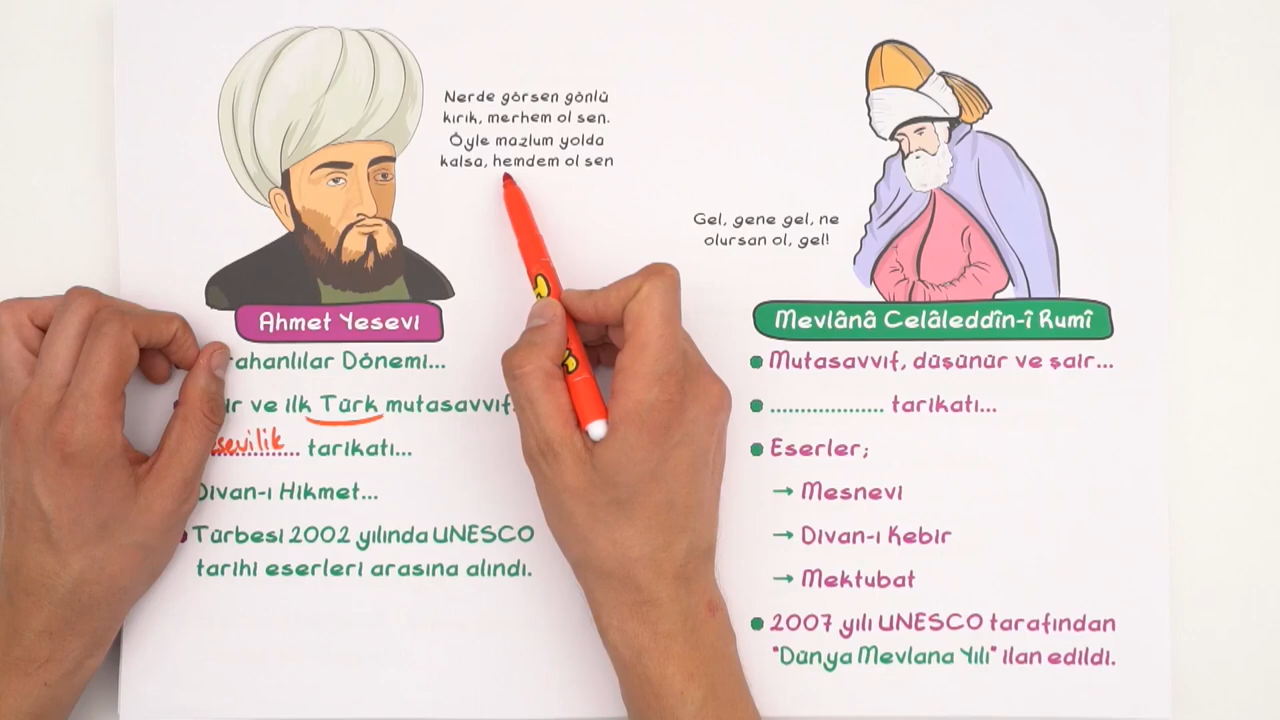 Nerde görsen gönlü
kırık, merhem ol sen.
Öyle mazlum yolda
kalsa, hemdem ol sen
Ahmet Yesevi
rahanlılar Dönemi...
ir ve ilk Türk mutasavvıf.
sevilik tarikatı...
Divan-ı Hikmet...
Türbesi 2002 yılında UNESCO
tarihi eserleri arasına alındı.
Gel, gene gel, ne
olursan ol, gel!
Mevlânâ Celâleddîn-î Rumî
Mutasavvıf, düşünür ve şair...
.................... tarikatı...
Eserler;
→ Mesnevi
→ Divan-ı Kebir
→ Mektubat
2007 yılı UNESCO tarafından
"Dünya Mevlana Yılı" ilan edildi.